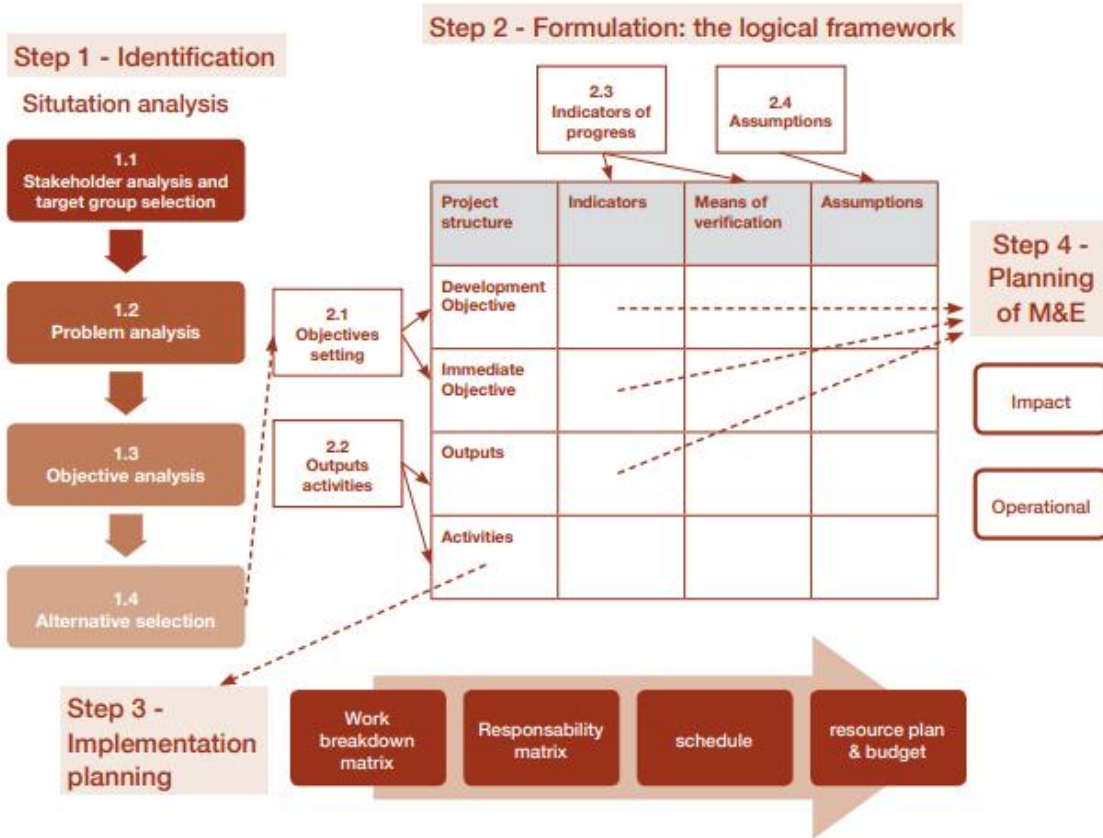 Step 1 - Identification
Situtation analysis
1.1
Stakeholder analysis and
target group selection
1.2
Problem analysis
1.3
Objective analysis
1.4
Alternative selection
Step 2 - Formulation: the logical framework
2.3
Indicators of
progress
2.4
Assumptions
2.1
Objectives
setting
2.2
Outputs
activities
Project
structure
Indicators
Means of
verification
Assumptions
Development
Objective
Immediate
Objective
Outputs
Activities
Step 4 -
Planning
of M&E
Impact
Operational
Step 3 -
Implementation
planning
Work
breakdown
matrix
Responsability
matrix
schedule
resource plan
& budget